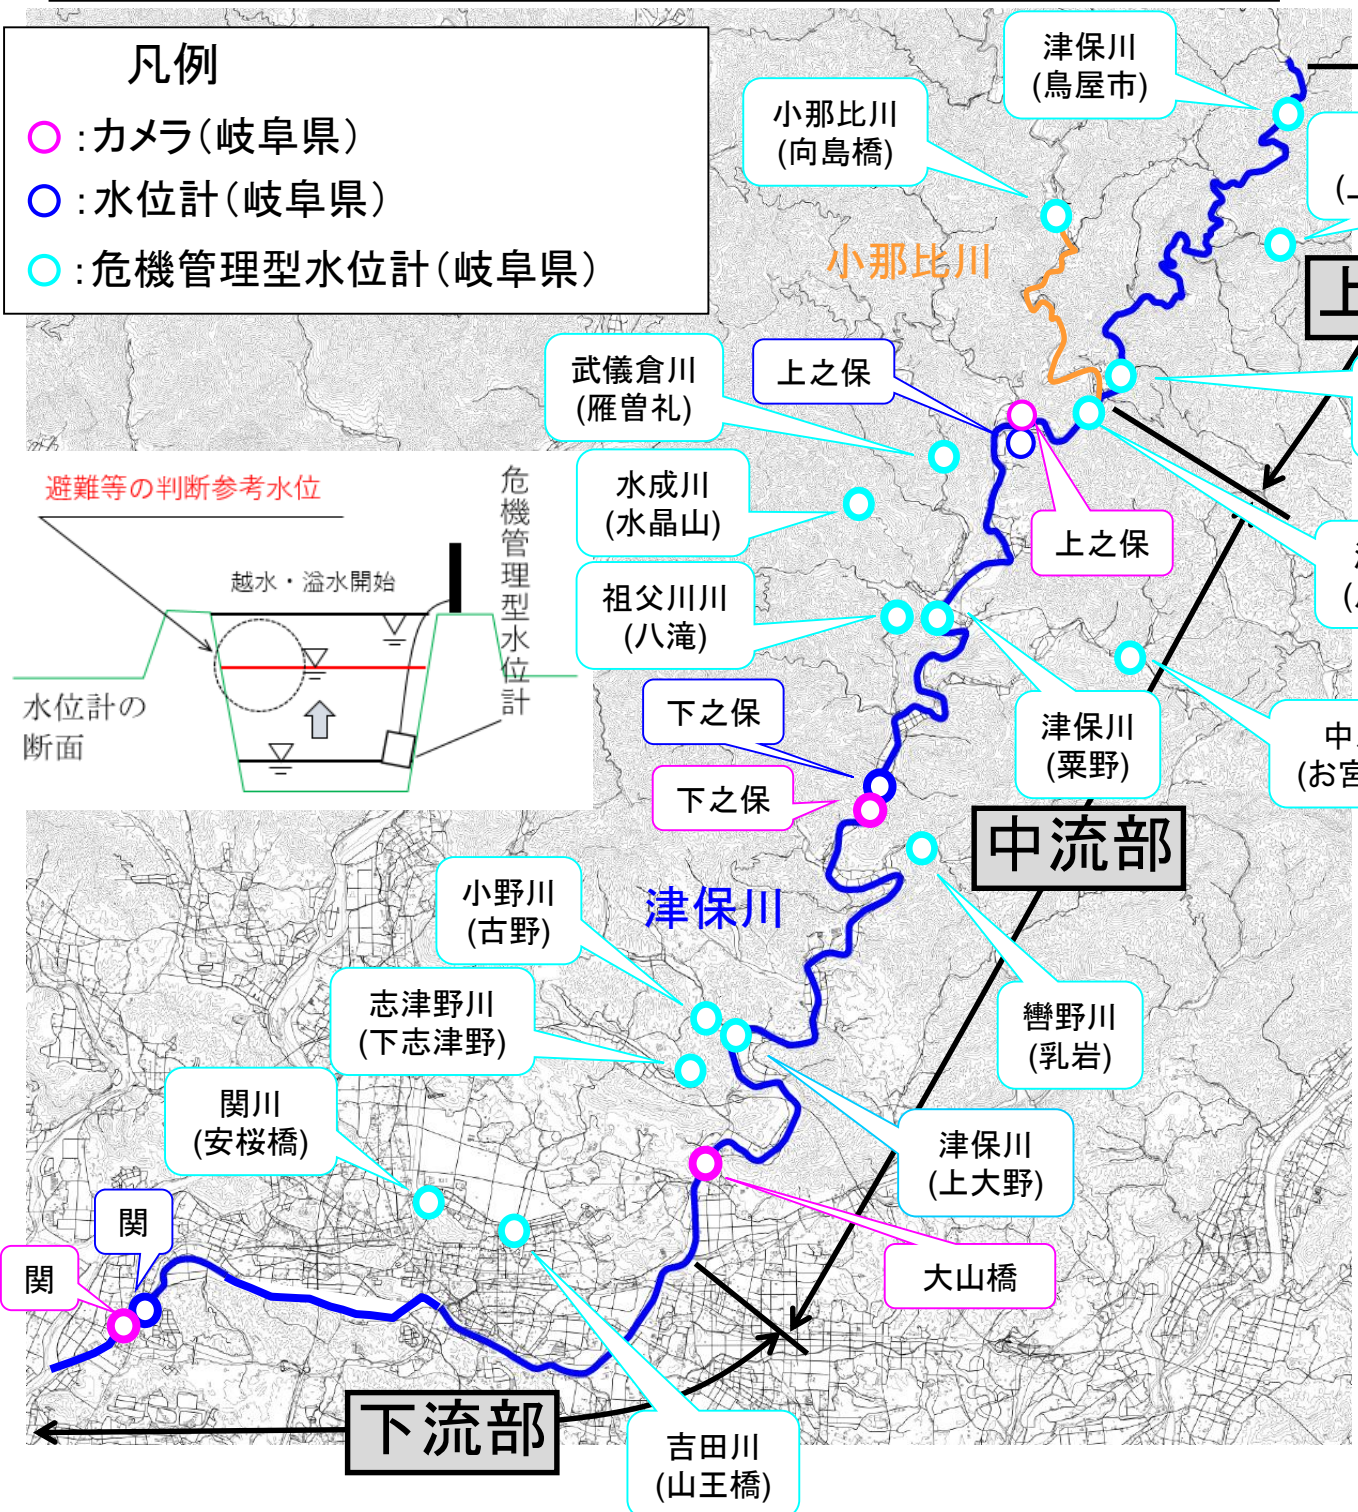 凡例
○:カメラ(岐阜県)
○:水位計(岐阜県)
○:危機管理型水位計(岐阜県)
津保川
(鳥屋市)
小那比川
(向島橋)
小那比川
武儀倉川
(雁曽礼)
上之保
水成川
(水晶山)
上之保
祖父川川
(八滝)
避難等の判断参考水位
越水・溢水開始
危機管理型水位計
水位計の
断面
下之保
下之保
津保川
(粟野)
中
(お宮
中流部
津保川
小野川
(古野)
志津野川
(下志津野)
轡野川
(乳岩)
関川
(安桜橋)
津保川
(上大野)
関
関
大山橋
下流部
吉田川
(山王橋)
上